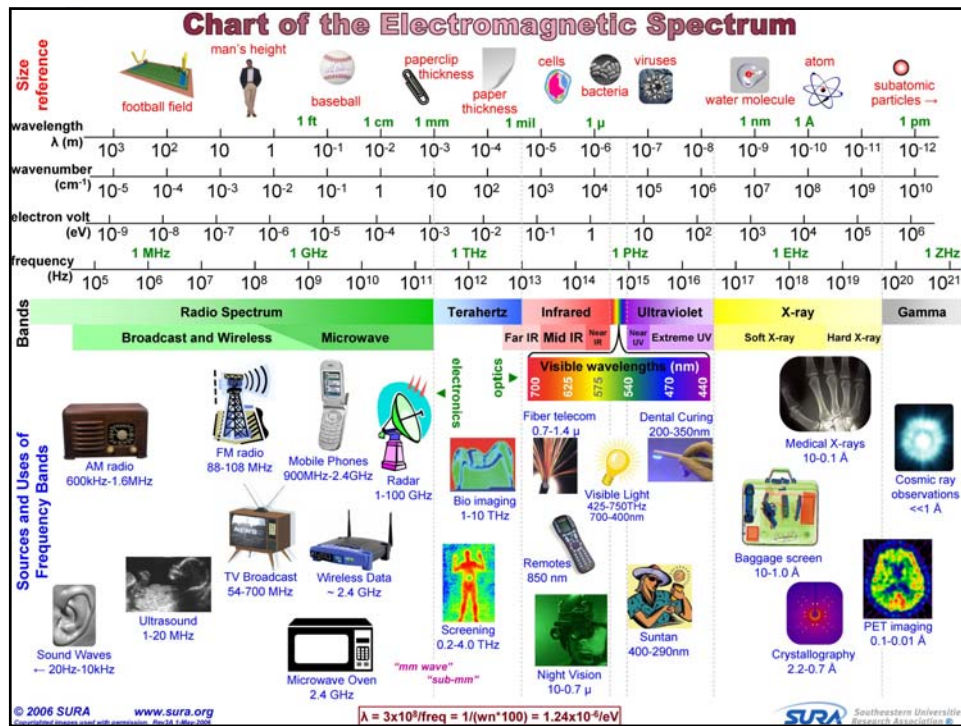 Chart of the Electromagnetic Spectrum
Size reference
football field
man's height
baseball
paperclip thickness
paper thickness
cells
bacteria
viruses
water molecule
atom
subatomic particles →
wavelength λ (m)
1 ft 1 cm 1 mm 1 mil 1 µ 1 nm 1 Å 1 pm
10³ 10² 10 1 10⁻¹ 10⁻² 10⁻³ 10⁻⁴ 10⁻⁵ 10⁻⁶ 10⁻⁷ 10⁻⁸ 10⁻⁹ 10⁻¹⁰ 10⁻¹¹ 10⁻¹²
wavenumber (cm⁻¹)
10⁻⁵ 10⁻⁴ 10⁻³ 10⁻² 10⁻¹ 1 10 10² 10³ 10⁴ 10⁵ 10⁶ 10⁷ 10⁸ 10⁹ 10¹⁰
electron volt (eV)
10⁻⁹ 10⁻⁸ 10⁻⁷ 10⁻⁶ 10⁻⁵ 10⁻⁴ 10⁻³ 10⁻² 10⁻¹ 1 10 10² 10³ 10⁴ 10⁵ 10⁶
frequency (Hz)
1 MHz 1 GHz 1 THz 1 PHz 1 EHz 1 ZHz
10⁵ 10⁶ 10⁷ 10⁸ 10⁹ 10¹⁰ 10¹¹ 10¹² 10¹³ 10¹⁴ 10¹⁵ 10¹⁶ 10¹⁷ 10¹⁸ 10¹⁹ 10²⁰ 10²¹
Bands
Radio Spectrum Terahertz Infrared Ultraviolet X-ray Gamma
Broadcast and Wireless Microwave Far IR Mid IR Near IR Near UV Extreme UV Soft X-ray Hard X-ray
electronics
optics
Visible wavelengths (nm)
700 625 575 540 470 440
Sources and Uses of Frequency Bands
AM radio
600kHz-1.6MHz
FM radio
88-108 MHz
Mobile Phones
900MHz-2.4GHz
Radar
1-100 GHz
Bio imaging
1-10 THz
Fiber telecom
0.7-1.4 µ
Visible Light
425-750THz
700-400nm
Dental Curing
200-350nm
Medical X-rays
10-0.1 Å
Cosmic ray observations
<<1 Å
Sound Waves
← 20Hz-10kHz
Ultrasound
1-20 MHz
NEWS
TV Broadcast
54-700 MHz
Wireless Data
~ 2.4 GHz
Microwave Oven
2.4 GHz
Screening
0.2-4.0 THz
"mm wave"
"sub-mm"
Remotes
850 nm
Night Vision
10-0.7 µ
Suntan
400-290nm
Baggage screen
10-1.0 Å
Crystallography
2.2-0.7 Å
PET imaging
0.1-0.01 Å
© 2006 SURA www.sura.org
Copyrighted images used with permission. Rev3A 1-May-2006
λ = 3x10⁸/freq = 1/(wn*100) = 1.24x10⁻⁶/eV
SURA Southeastern Universities Research Association ®